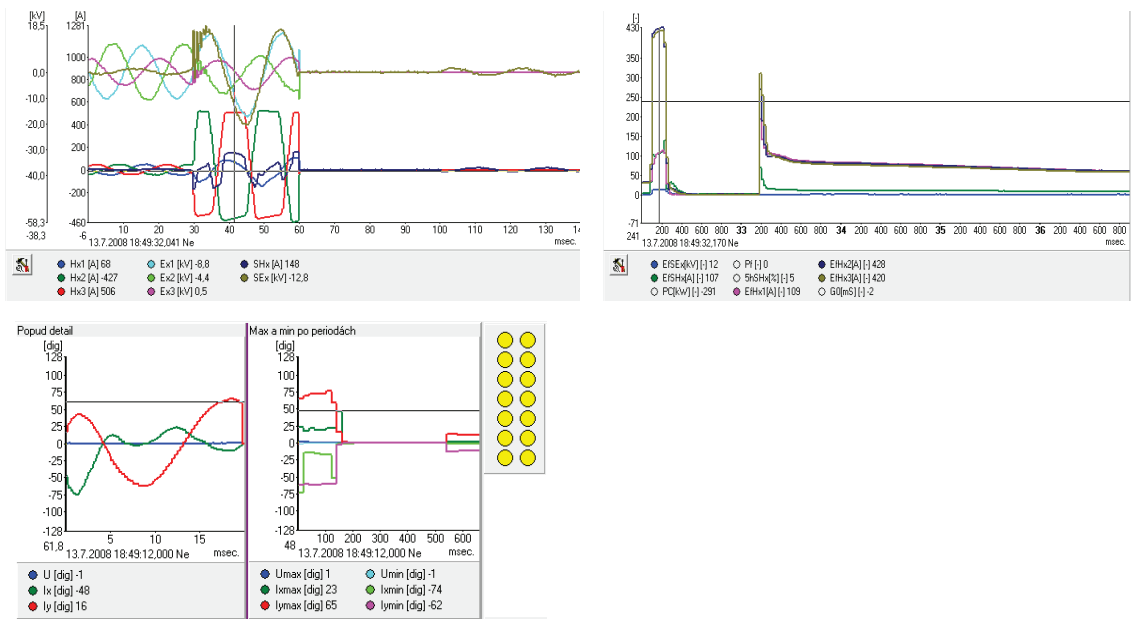 [kV] [A]
18,5 1281
1000
0,0 800
-10,0 600
-20,0 400
200
-30,0 0
-40,0 200
-58,3 -460
-38,3 -6
10 20 30 40 50 60 70 80 90 100 110 120 130 14
13.7.2008 18:49:32,041 Ne msec.
Hx1 [A] 68 Ex1 [kV] -8,8 SHx [A] 148
Hx2 [A] -427 Ex2 [kV] -4,4 SEx [kV] -12,8
Hx3 [A] 506 Ex3 [kV] 0,5
[-]
430
350
300
250
200
150
100
50
0
-71
241
200 400 600 800 33 200 400 600 800 34 200 400 600 800 35 200 400 600 800 36 200 400 600 800
13.7.2008 18:49:32,170 Ne msec.
EfSEx[kV] [-] 12 Pf [-] 0 EfHx2[A] [-] 428
EfSHx[A] [-] 107 5hSHx[%] [-] 5 EfHx3[A] [-] 420
PC[kW] [-] -291 EfHx1[A] [-] 109 G0[mS] [-] -2
Popud detail
[dig]
128
100
75
50
25
0
-25
-50
-75
-100
-128
61,8
5 10 15
13.7.2008 18:49:12,000 Ne msec.
U [dig] -1
Ix [dig] -48
Iy [dig] 16
Max a min po periodách
[dig]
128
100
75
50
25
0
-25
-50
-75
-100
-128
48
100 200 300 400 500 600
13.7.2008 18:49:12,000 Ne msec.
Umax [dig] 1 Umin [dig] -1
Ixmax [dig] 23 Ixmin [dig] -74
Iymax [dig] 65 Iymin [dig] -62